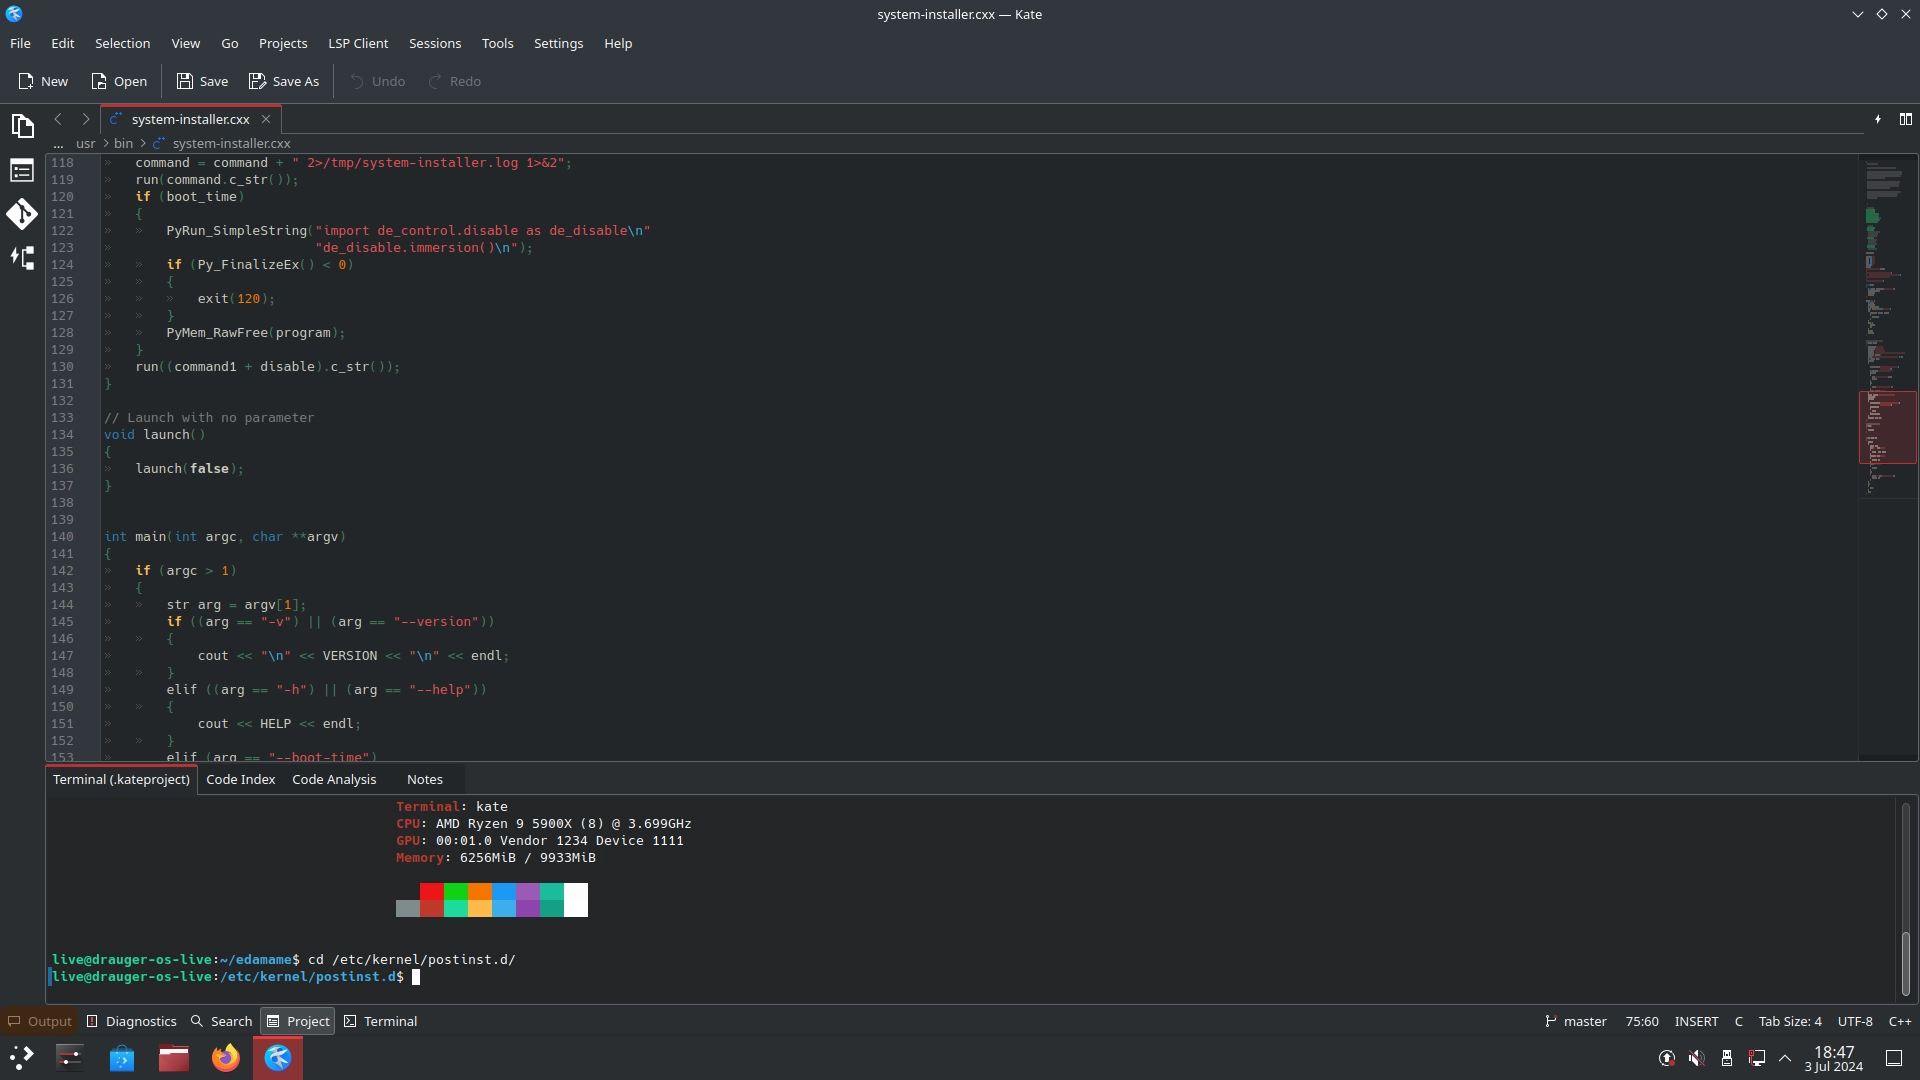 system-installer.cxx — Kate
File Edit Selection View Go Projects LSP Client Sessions Tools Settings Help
New Open Save Save As Undo Redo
system-installer.cxx
... usr > bin > system-installer.cxx
118 » command = command + " 2>/tmp/system-installer.log 1>&2";
119 » run(command.c_str());
120 » if (boot_time)
121 » {
122 » » PyRun_SimpleString("import de_control.disable as de_disable\n"
123 » "de_disable.immersion()\n");
124 » » if (Py_FinalizeEx() < 0)
125 » » {
126 » » » exit(120);
127 » » }
128 » » PyMem_RawFree(program);
129 » }
130 » run((command1 + disable).c_str());
131 }
132
133 // Launch with no parameter
134 void launch()
135 {
136 » launch(false);
137 }
138
139
140 int main(int argc, char **argv)
141 {
142 » if (argc > 1)
143 » {
144 » » str arg = argv[1];
145 » if ((arg == "-v") || (arg == "--version"))
146 » » {
147 » cout << "\n" << VERSION << "\n" << endl;
148 » » }
149 » elif ((arg == "-h") || (arg == "--help"))
150 » » {
151 » cout << HELP << endl;
152 » » }
153 » elif (arg == "--boot-time")
Terminal (.kateproject) Code Index Code Analysis Notes
Terminal: kate
CPU: AMD Ryzen 9 5900X (8) @ 3.699GHz
GPU: 00:01.0 Vendor 1234 Device 1111
Memory: 6256MiB / 9933MiB
live@drauger-os-live:~/edamame$ cd /etc/kernel/postinst.d/
live@drauger-os-live:/etc/kernel/postinst.d$
Output Diagnostics Search Project Terminal master 75:60 INSERT C Tab Size: 4 UTF-8 C++
18:47
3 Jul 2024